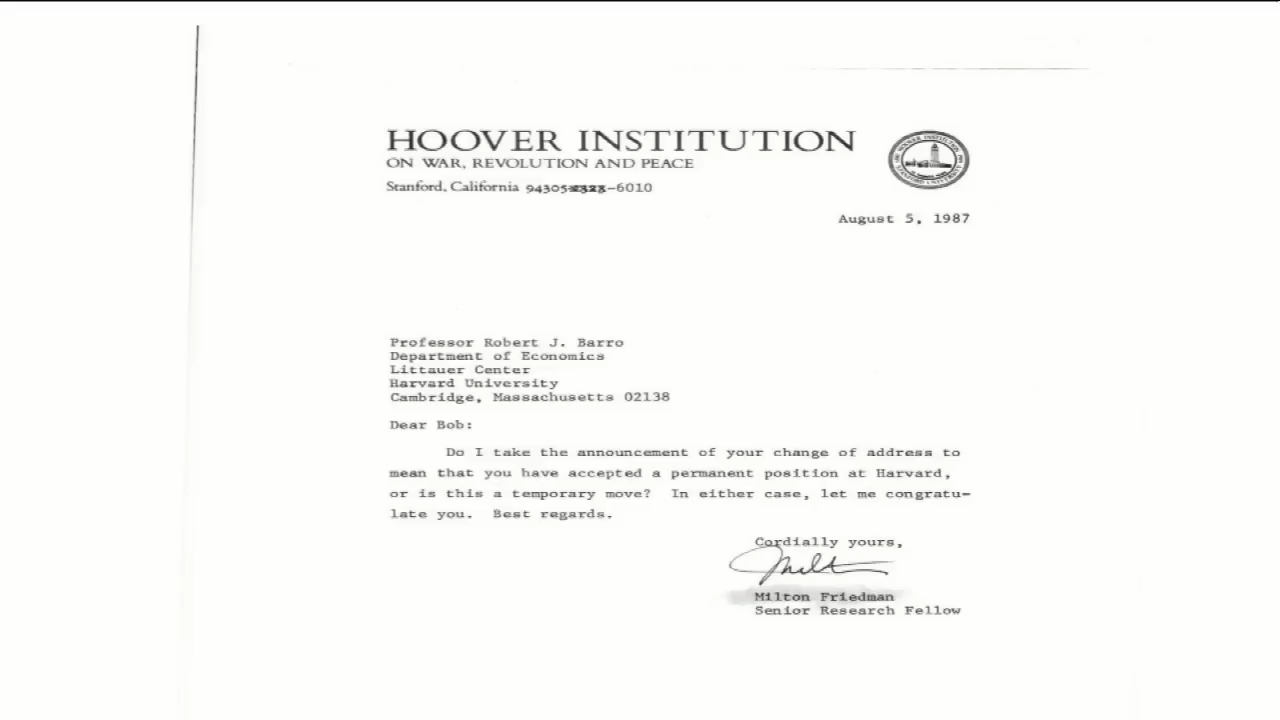 HOOVER INSTITUTION
ON WAR, REVOLUTION AND PEACE
Stanford, California 94305-6010
August 5, 1987
Professor Robert J. Barro
Department of Economics
Littauer Center
Harvard University
Cambridge, Massachusetts 02138
Dear Bob:
Do I take the announcement of your change of address to
mean that you have accepted a permanent position at Harvard,
or is this a temporary move? In either case, let me congratu-
late you. Best regards.
Cordially yours,
Milton
Milton Friedman
Senior Research Fellow